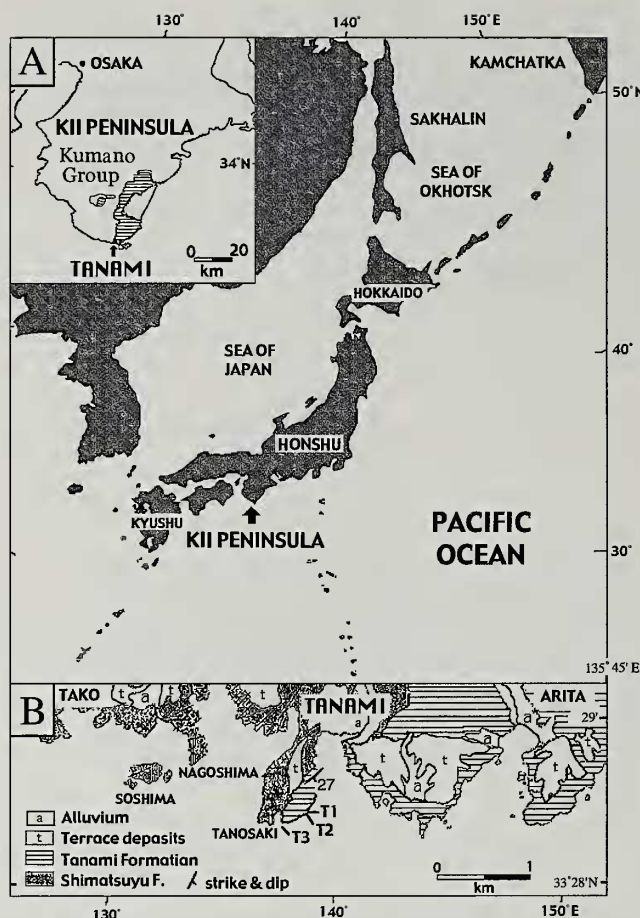 130°
140°
150°E
A
OSAKA
KII PENINSULA
Kumano
Group
34°N
TANAMI
0 20
km
KAMCHATKA
50°N
SAKHALIN
SEA OF
OKHOTSK
HOKKAIDO
SEA OF
JAPAN
40°
HONSHU
KYUSHU
KII PENINSULA
PACIFIC
OCEAN
30°
135° 45' E
B
TAKO
t
a
t
t
TANAMI
a
ARITA
a
29'
t
NAGOSHIMA
SOSHIMA
t
27
t
a
t
a
a
t
T1
TANOSAKI
T2
T3
a Alluvium
t Terrace deposits
Tanami Formatian
Shimatsuyu F.
strike & dip
0 1
km
33°28'N
130°
140°
150°E